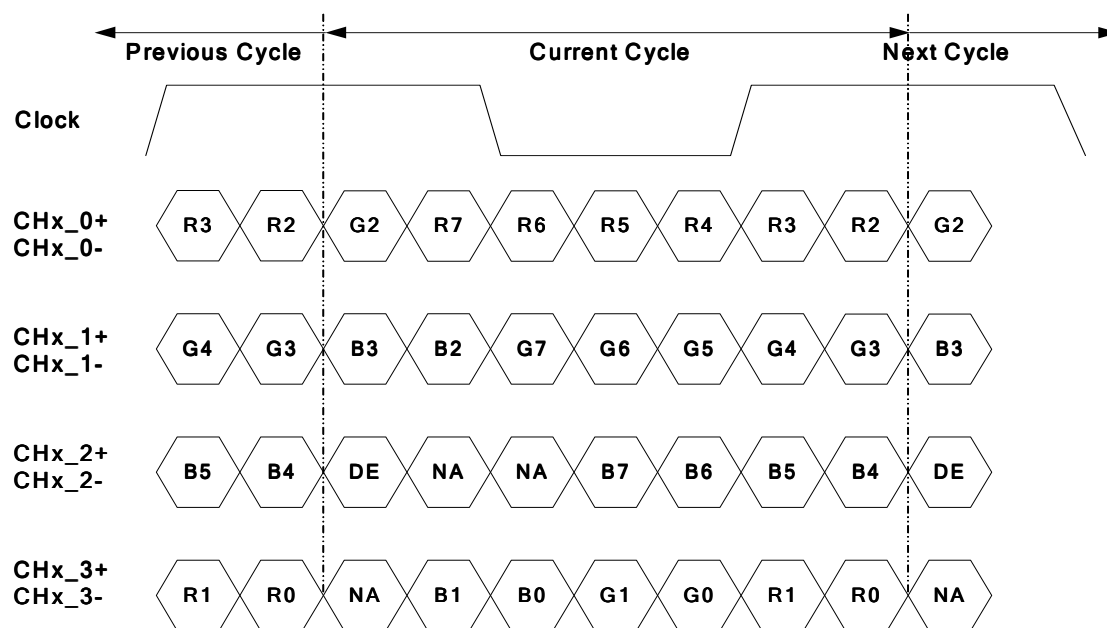 Previous Cycle Current Cycle Next Cycle
Clock
CHx_0+
CHx_0-
R3 R2 G2 R7 R6 R5 R4 R3 R2 G2
CHx_1+
CHx_1-
G4 G3 B3 B2 G7 G6 G5 G4 G3 B3
CHx_2+
CHx_2-
B5 B4 DE NA NA B7 B6 B5 B4 DE
CHx_3+
CHx_3-
R1 R0 NA B1 B0 G1 G0 R1 R0 NA